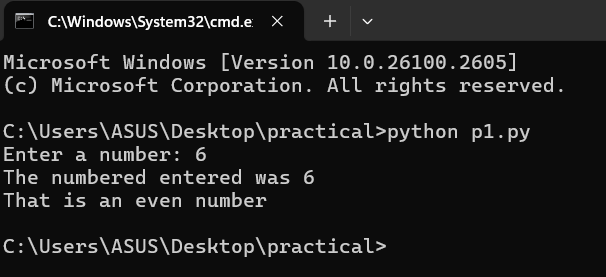 C:\Windows\System32\cmd.e
Microsoft Windows [Version 10.0.26100.2605]
(c) Microsoft Corporation. All rights reserved.
C:\Users\ASUS\Desktop\practical>python p1.py
Enter a number: 6
The numbered entered was 6
That is an even number
C:\Users\ASUS\Desktop\practical>